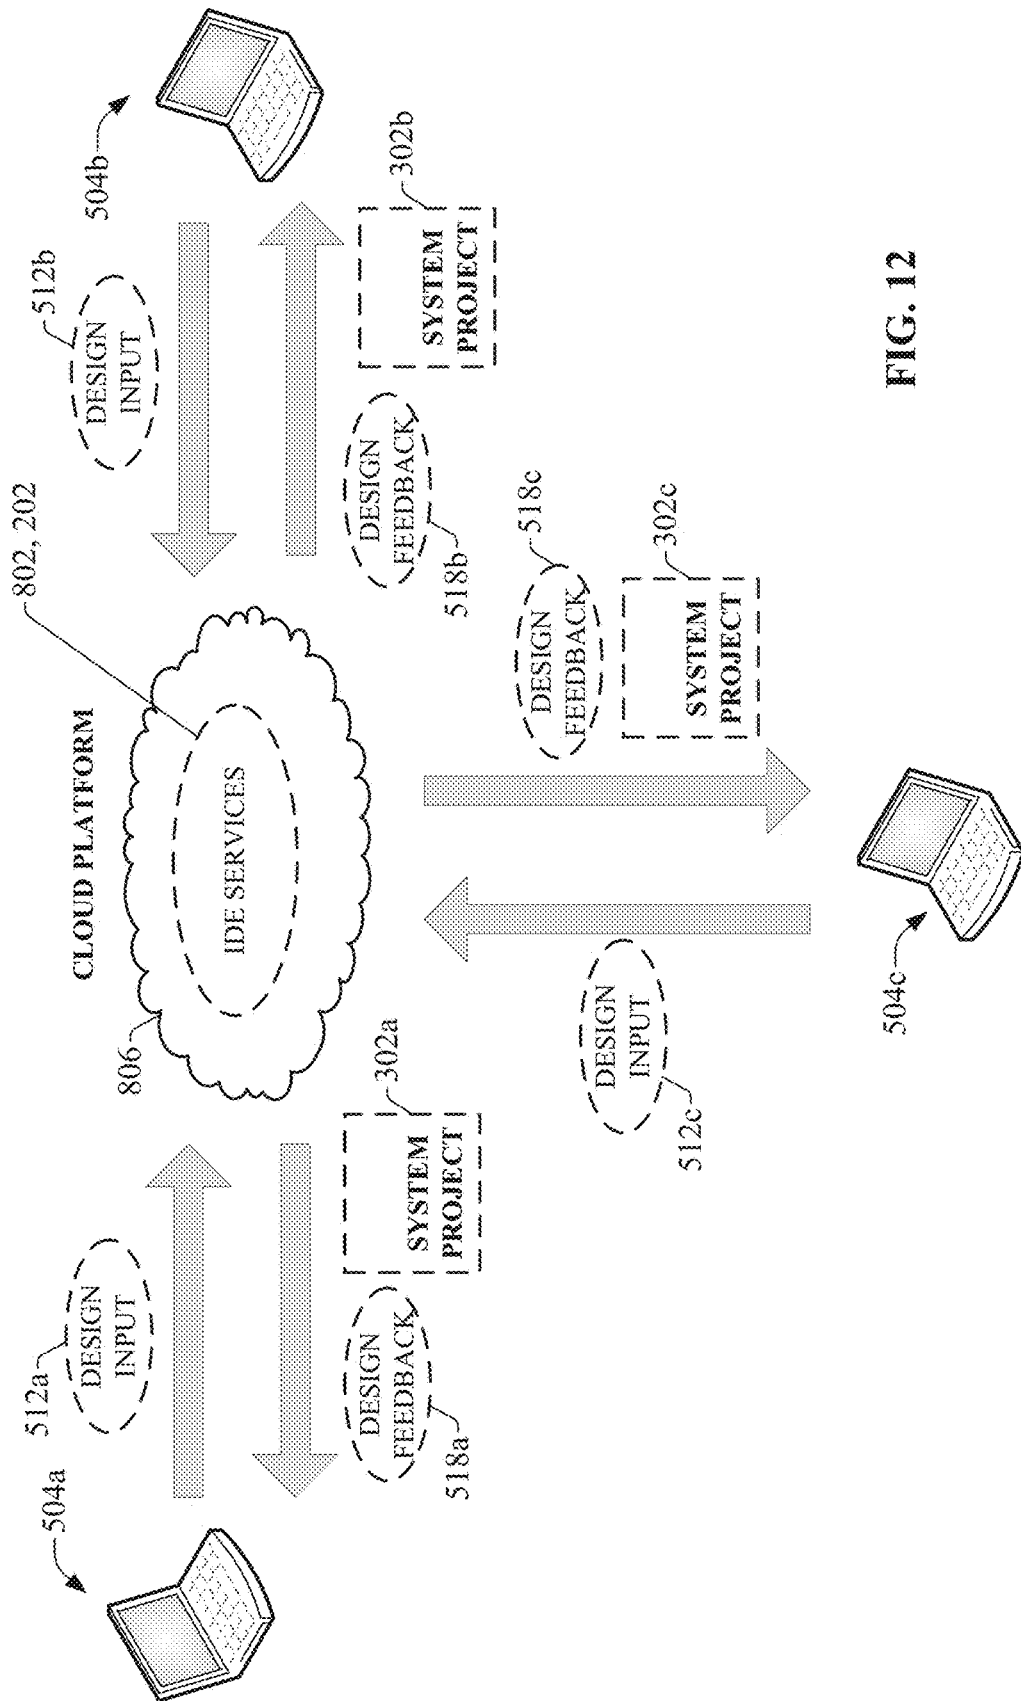 CLOUD PLATFORM
806
802, 202
IDE SERVICES
504a
512a
DESIGN
INPUT
DESIGN
FEEDBACK
518a
SYSTEM
PROJECT
302a
512b
DESIGN
INPUT
504b
DESIGN
FEEDBACK
518b
SYSTEM
PROJECT
302b
DESIGN
INPUT
512c
DESIGN
FEEDBACK
518c
SYSTEM
PROJECT
302c
504c
FIG. 12